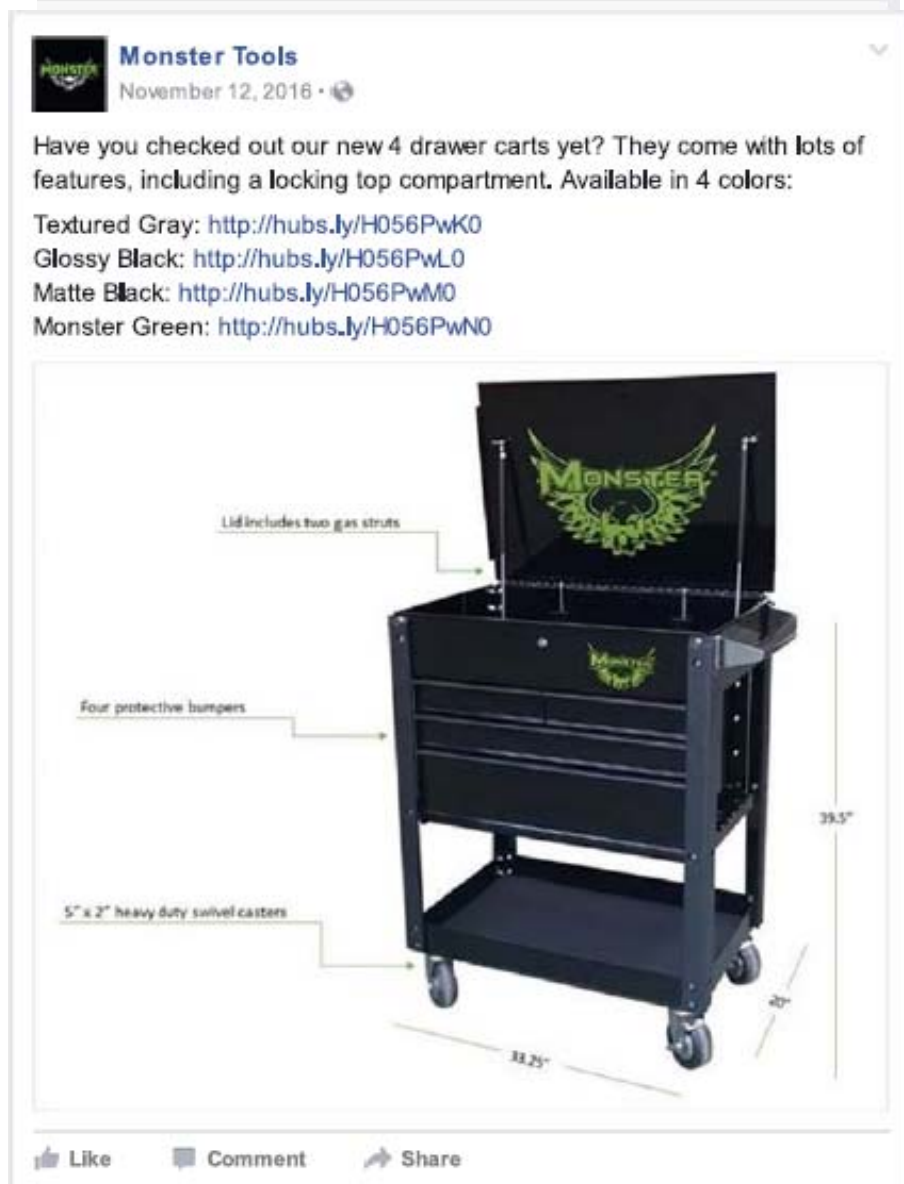 MONSTER
Monster Tools
November 12, 2016
Have you checked out our new 4 drawer carts yet? They come with lots of
features, including a locking top compartment. Available in 4 colors:
Textured Gray: http://hubs.ly/H056PwK0
Glossy Black: http://hubs.ly/H056PwL0
Matte Black: http://hubs.ly/H056PwM0
Monster Green: http://hubs.ly/H056PwN0
MONSTER
Lid includes two gas struts
MONSTER
Four protective bumpers
39.5"
5" x 2" heavy duty swivel casters
20"
33.25"
Like
Comment
Share